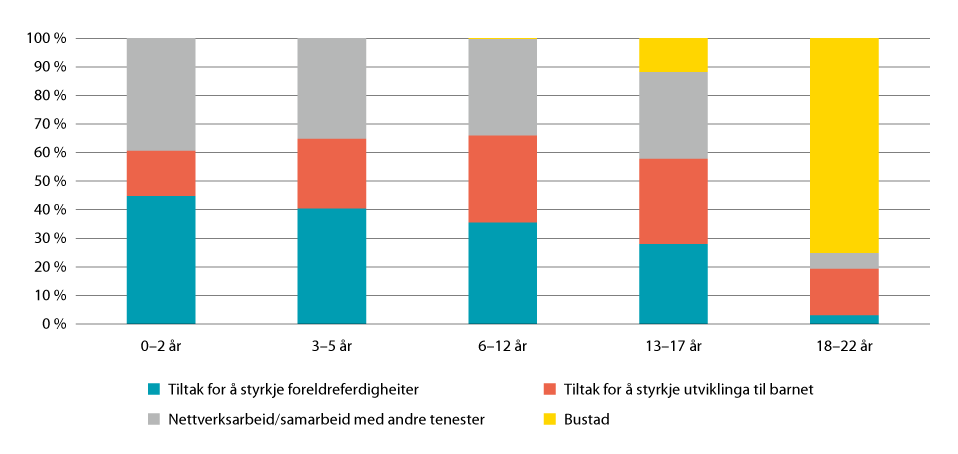 100 %
90 %
80 %
70 %
60 %
50 %
40 %
30 %
20 %
10 %
0 %
0–2 år
3–5 år
6–12 år
13–17 år
18–22 år
Tiltak for å styrkje foreldreferdigheiter
Tiltak for å styrkje utviklinga til barnet
Nettverksarbeid/samarbeid med andre tenester
Bustad